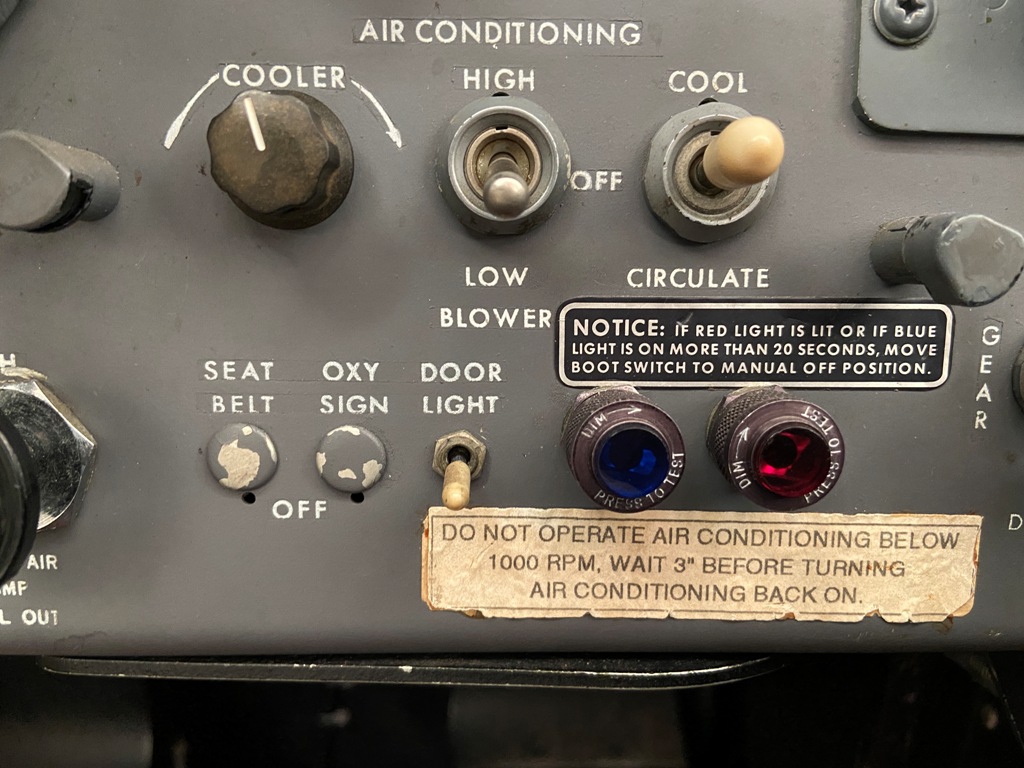 AIR CONDITIONING
COOLER
HIGH
COOL
OFF
LOW
BLOWER
CIRCULATE
NOTICE: IF RED LIGHT IS LIT OR IF BLUE
LIGHT IS ON MORE THAN 20 SECONDS, MOVE
BOOT SWITCH TO MANUAL OFF POSITION.
GEAR
SEAT
BELT
OXY
SIGN
DOOR
LIGHT
OFF
DIM
PRESS TO TEST
DIM
PRESS TO TEST
DO NOT OPERATE AIR CONDITIONING BELOW
1000 RPM, WAIT 3" BEFORE TURNING
AIR CONDITIONING BACK ON.
H
AIR
L OUT
D